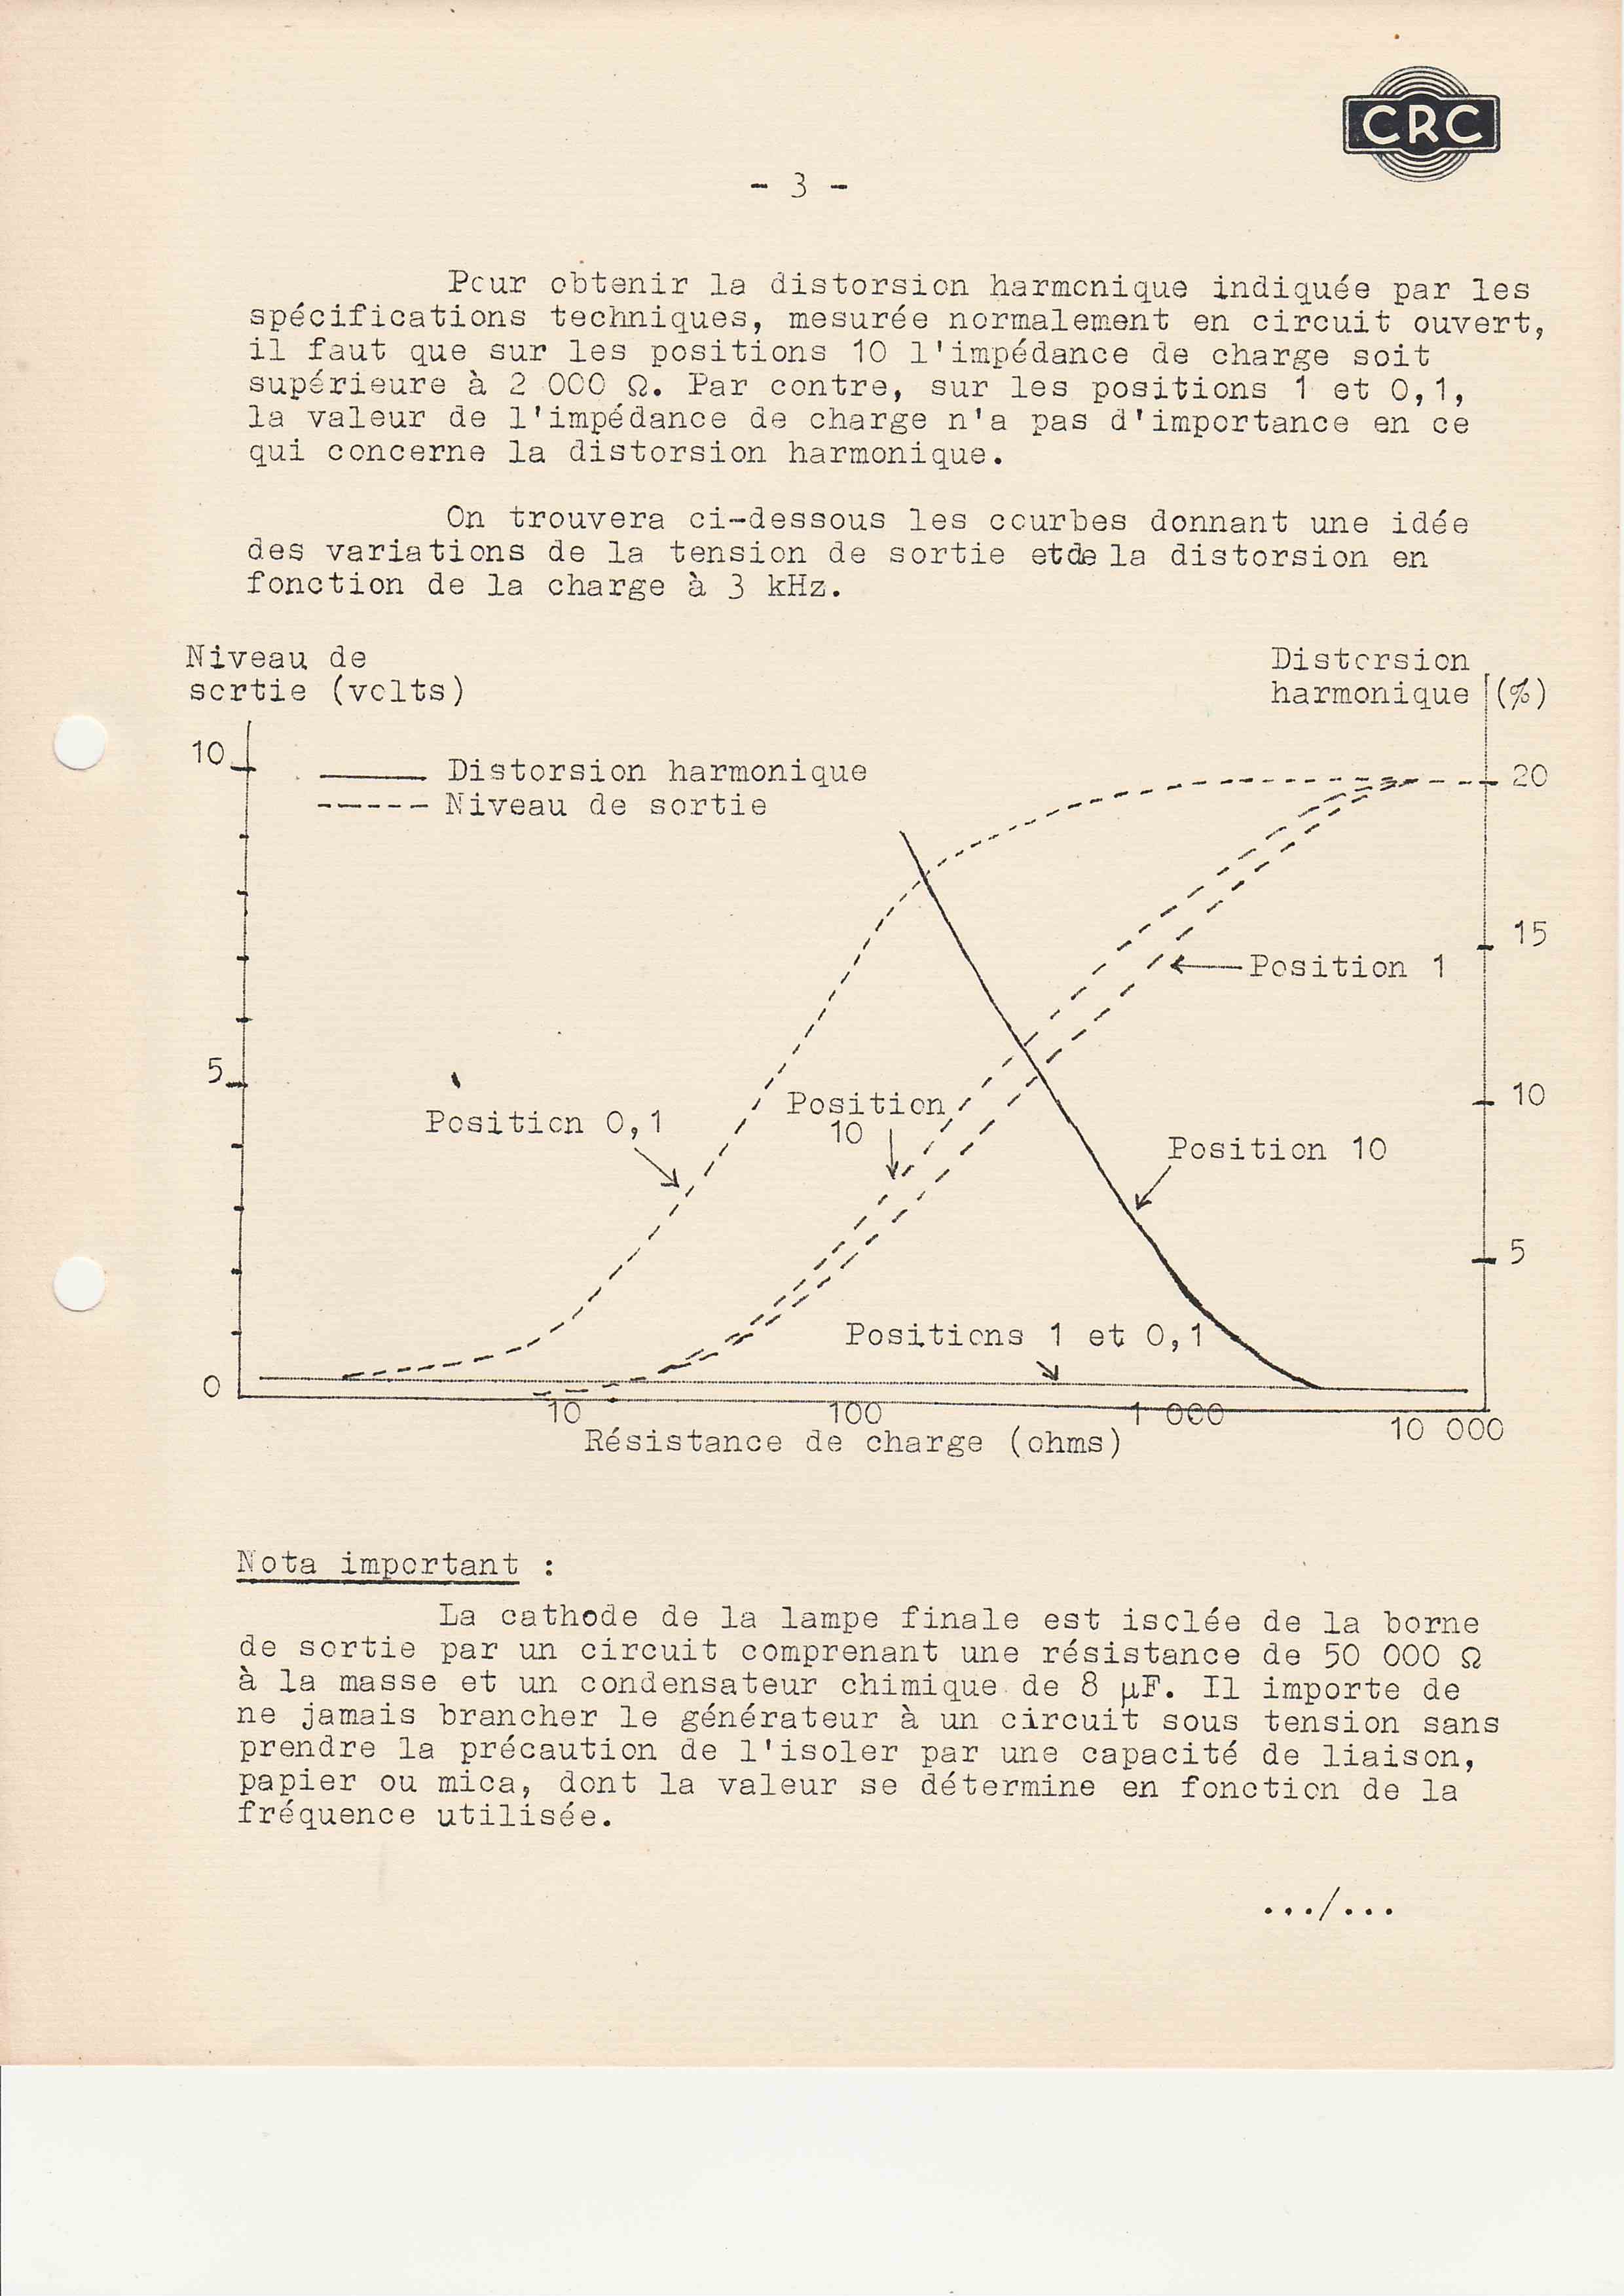 CRC
- 3 -
Pour obtenir la distorsion harmonique indiquée par les
spécifications techniques, mesurée normalement en circuit ouvert,
il faut que sur les positions 10 l'impédance de charge soit
supérieure à 2 000 Ω. Par contre, sur les positions 1 et 0,1,
la valeur de l'impédance de charge n'a pas d'importance en ce
qui concerne la distorsion harmonique.
On trouvera ci-dessous les courbes donnant une idée
des variations de la tension de sortie et de la distorsion en
fonction de la charge à 3 kHz.
Niveau de
sortie (volts)
Distorsion
harmonique (%)
10
Distorsion harmonique
Niveau de sortie
20
15
Position 1
5
10
Position 0,1
Position
10
Position 10
5
Positions 1 et 0,1
0
10
100
1 000
10 000
Résistance de charge (ohms)
Nota important :
La cathode de la lampe finale est isolée de la borne
de sortie par un circuit comprenant une résistance de 50 000 Ω
à la masse et un condensateur chimique de 8 µF. Il importe de
ne jamais brancher le générateur à un circuit sous tension sans
prendre la précaution de l'isoler par une capacité de liaison,
papier ou mica, dont la valeur se détermine en fonction de la
fréquence utilisée.
.../...